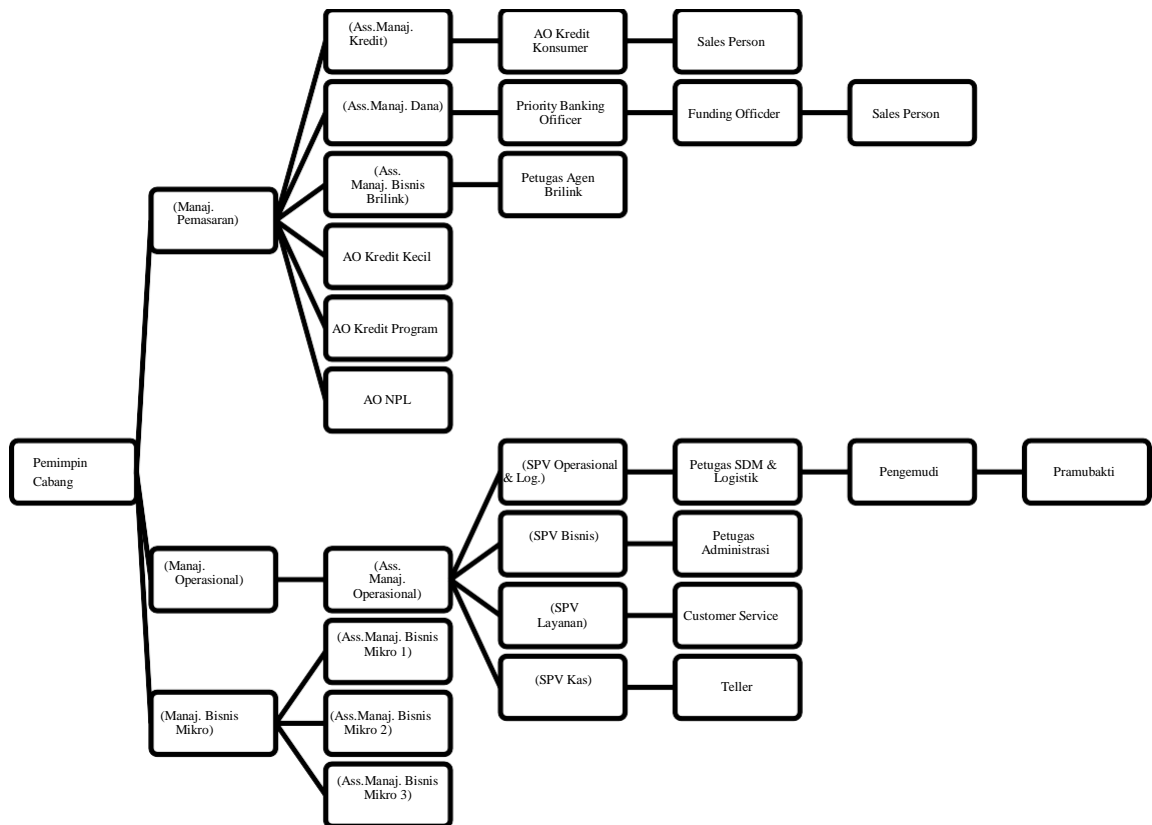 (Ass.Manaj.
Kredit)
AO Kredit
Konsumer
Sales Person
(Ass.Manaj. Dana)
Priority Banking
Ofificer
Funding Officder
Sales Person
(Ass.
Manaj. Bisnis
Brilink)
Petugas Agen
Brilink
(Manaj.
Pemasaran)
AO Kredit Kecil
AO Kredit Program
AO NPL
Pemimpin
Cabang
(SPV Operasional
& Log.)
Petugas SDM &
Logistik
Pengemudi
Pramubakti
(SPV Bisnis)
Petugas
Administrasi
(Manaj.
Operasional)
(Ass.
Manaj.
Operasional)
(SPV
Layanan)
Customer Service
(Ass.Manaj. Bisnis
Mikro 1)
(SPV Kas)
Teller
(Manaj. Bisnis
Mikro)
(Ass.Manaj. Bisnis
Mikro 2)
(Ass.Manaj. Bisnis
Mikro 3)